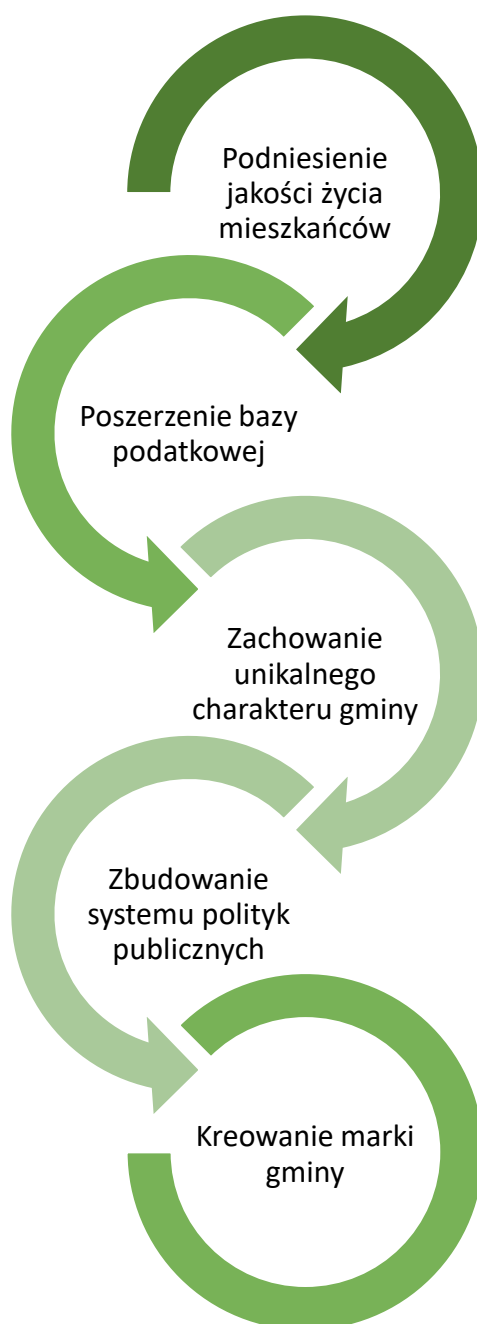 Podniesienie
jakości życia
mieszkańców
Poszerzenie bazy
podatkowej
Zachowanie
unikalnego
charakteru gminy
Zbudowanie
systemu polityk
publicznych
Kreowanie marki
gminy